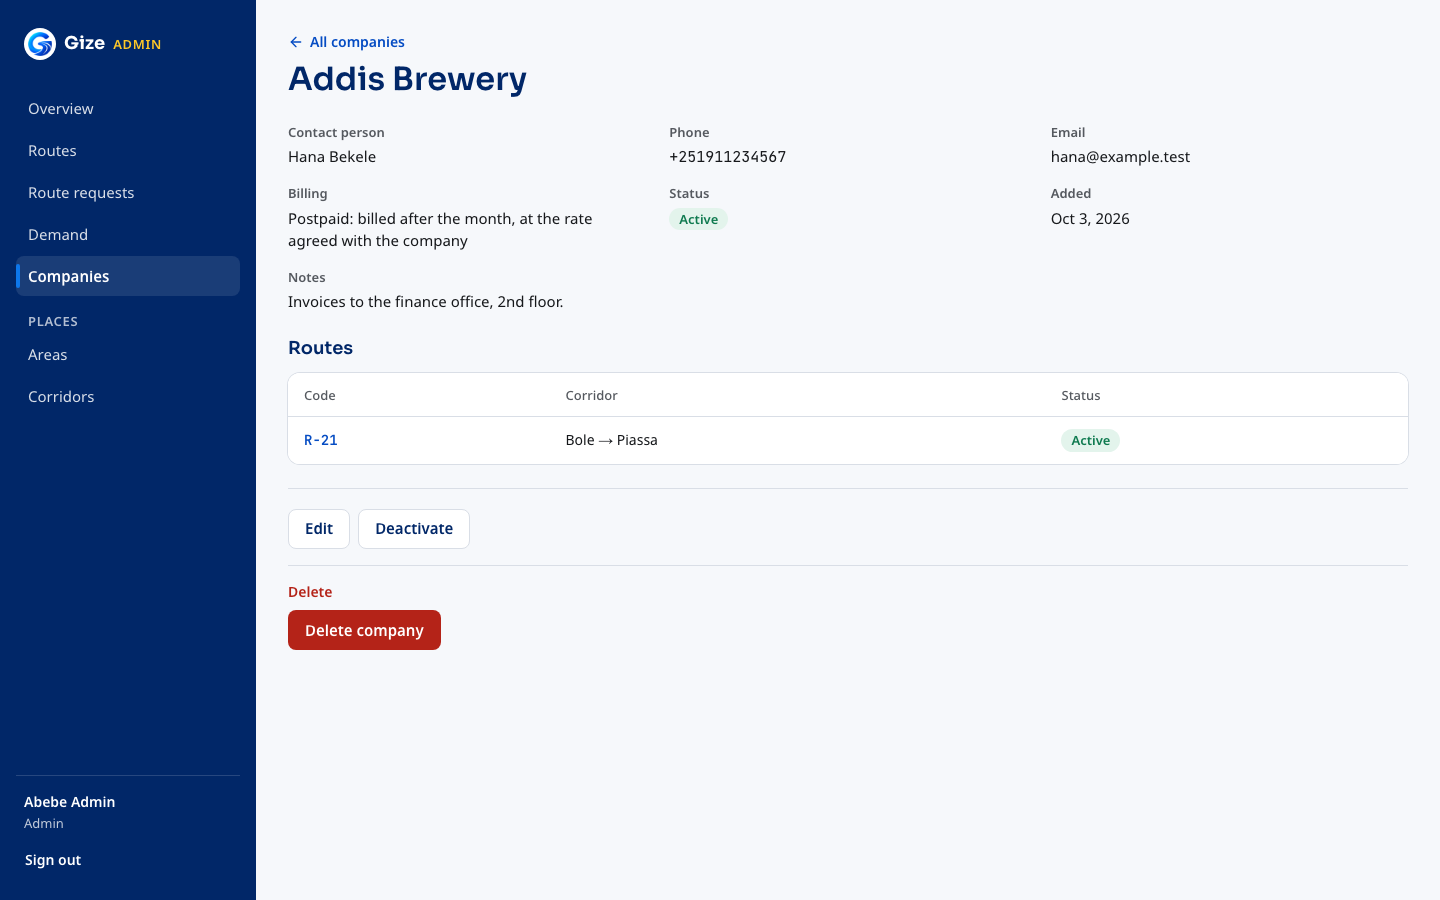 Gize ADMIN
Overview
Routes
Route requests
Demand
Companies
PLACES
Areas
Corridors
Abebe Admin
Admin
Sign out
← All companies
Addis Brewery
Contact person
Hana Bekele
Phone
+251911234567
Email
hana@example.test
Billing
Postpaid: billed after the month, at the rate
agreed with the company
Status
Active
Added
Oct 3, 2026
Notes
Invoices to the finance office, 2nd floor.
Routes
Code Corridor Status
R-21 Bole → Piassa Active
Edit Deactivate
Delete
Delete company